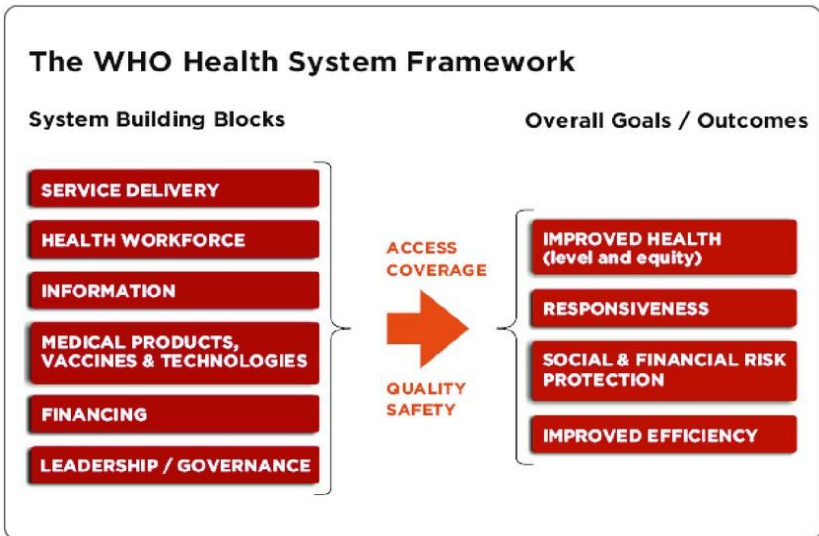 The WHO Health System Framework
System Building Blocks
SERVICE DELIVERY
HEALTH WORKFORCE
INFORMATION
MEDICAL PRODUCTS,
VACCINES & TECHNOLOGIES
FINANCING
LEADERSHIP / GOVERNANCE
ACCESS
COVERAGE
QUALITY
SAFETY
Overall Goals / Outcomes
IMPROVED HEALTH
(level and equity)
RESPONSIVENESS
SOCIAL & FINANCIAL RISK
PROTECTION
IMPROVED EFFICIENCY